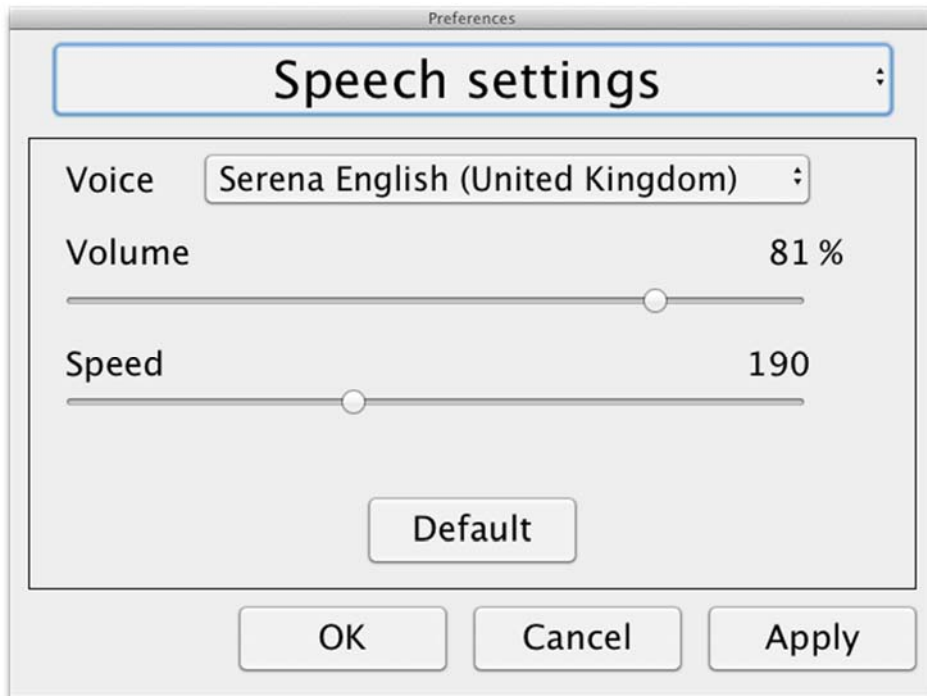 Preferences
Speech settings
Voice Serena English (United Kingdom)
Volume 81 %
Speed 190
Default
OK Cancel Apply